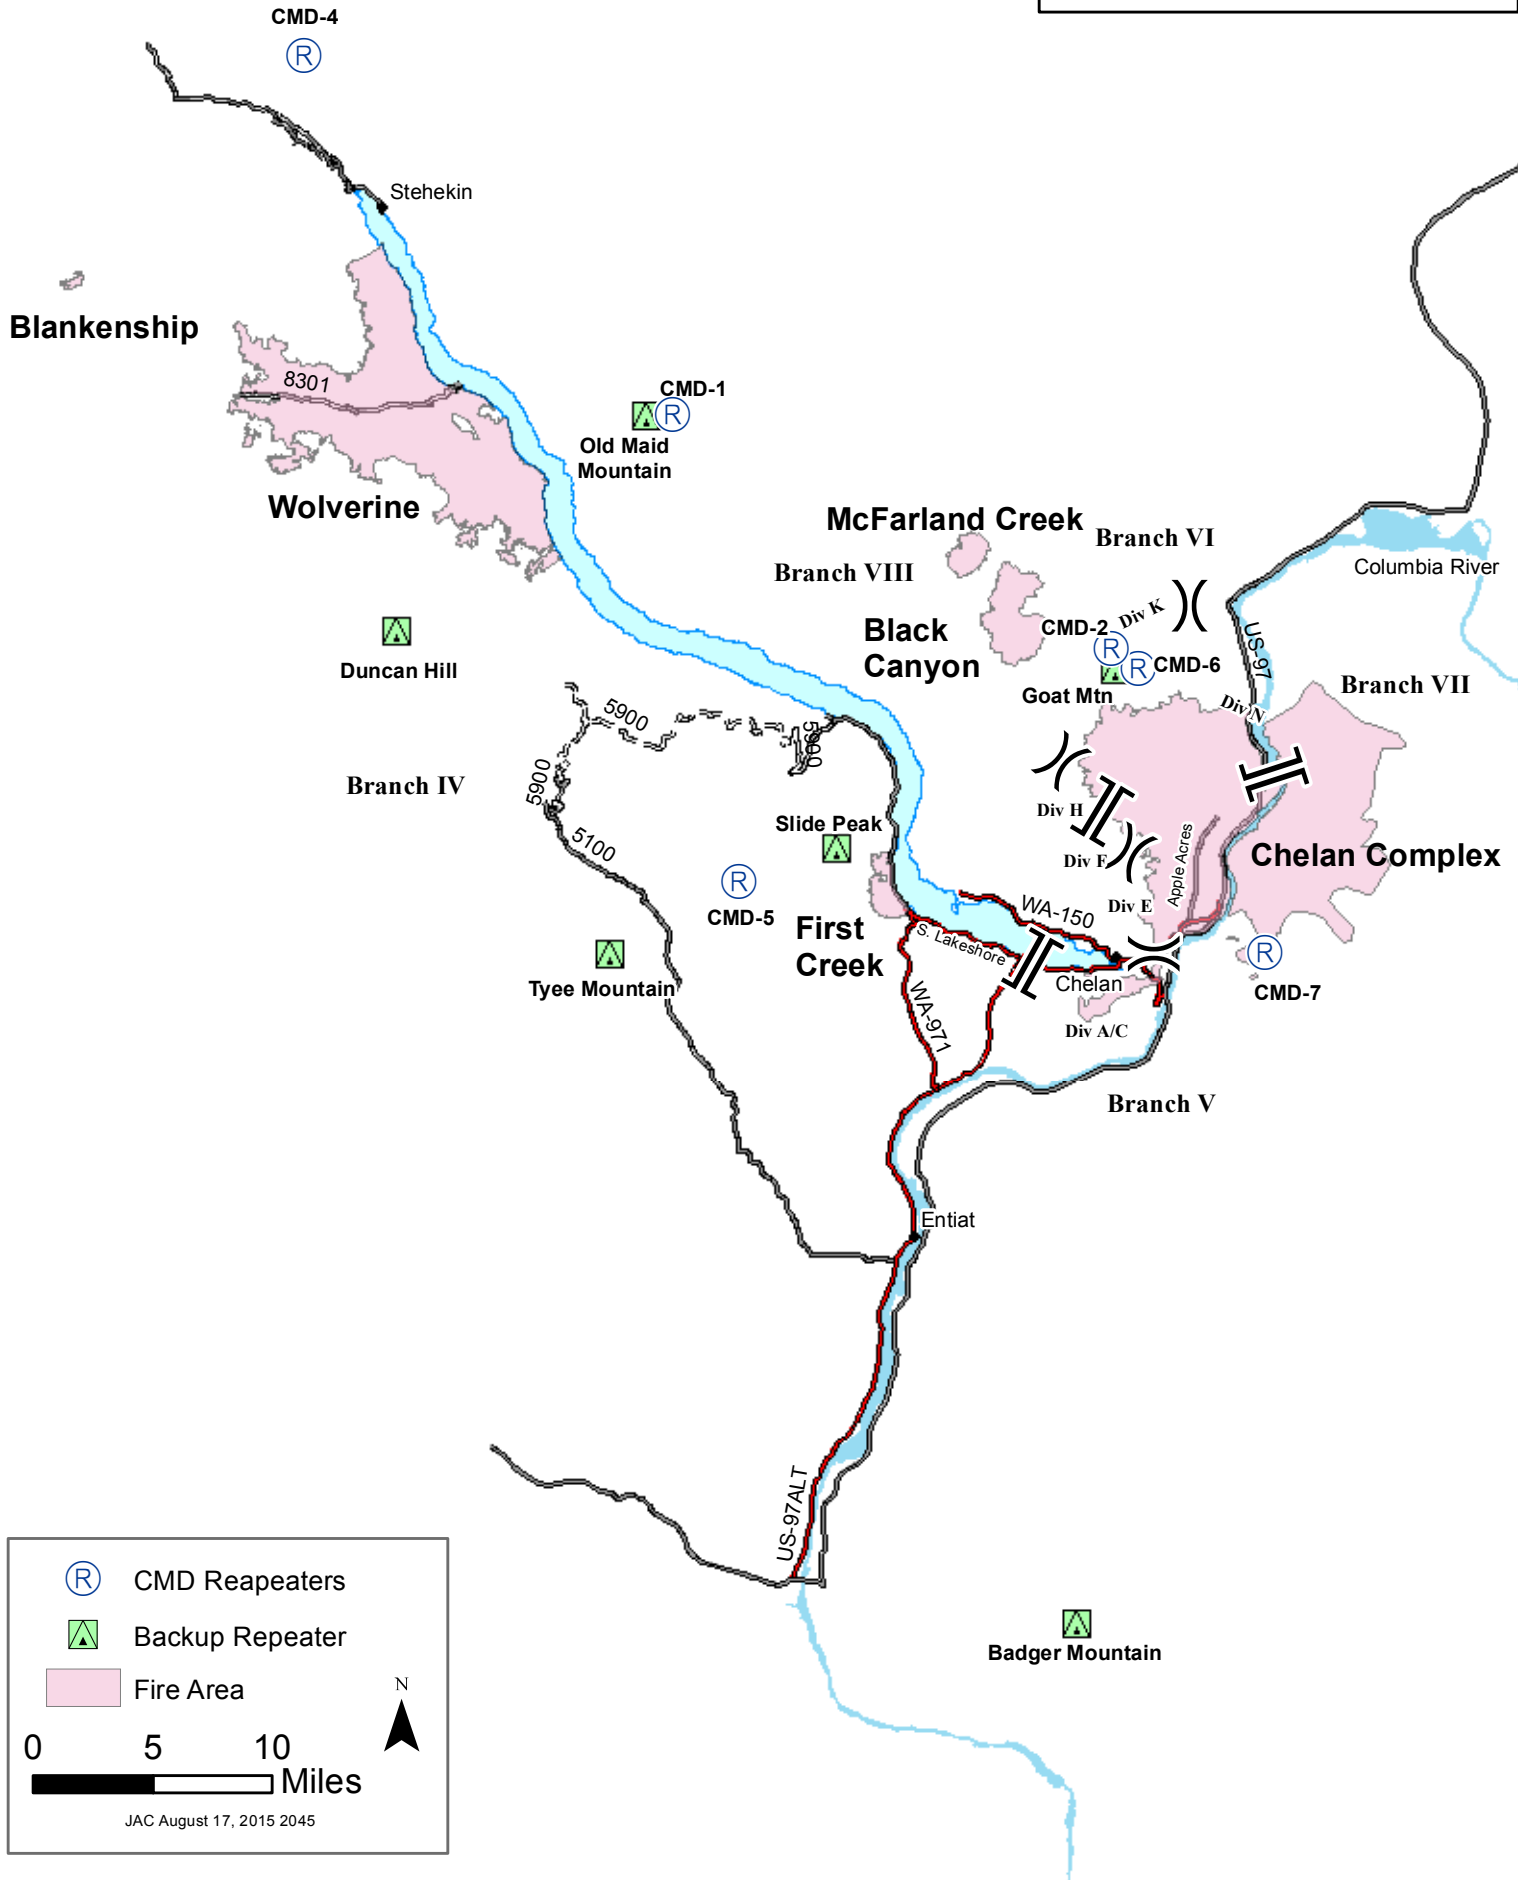 CMD-4
R
Stehekin
Blankenship
8301
CMD-1
R
Old Maid
Mountain
Wolverine
McFarland Creek
Branch VI
Branch VIII
Columbia River
Div K
Black
Canyon
CMD-2
R
R
CMD-6
US-97
Goat Mtn
Branch VII
Div N
Duncan Hill
5900
5900
5900
Branch IV
Div H
Slide Peak
5100
Div F
Apple Acres
Chelan Complex
R
CMD-5
Div E
WA-150
First
Creek
S. Lakeshore
R
CMD-7
Tyee Mountain
Chelan
WA-971
Div A/C
Branch V
Entiat
US-97ALT
Badger Mountain
R CMD Reapeaters
Backup Repeater
Fire Area
N
0 5 10
Miles
JAC August 17, 2015 2045